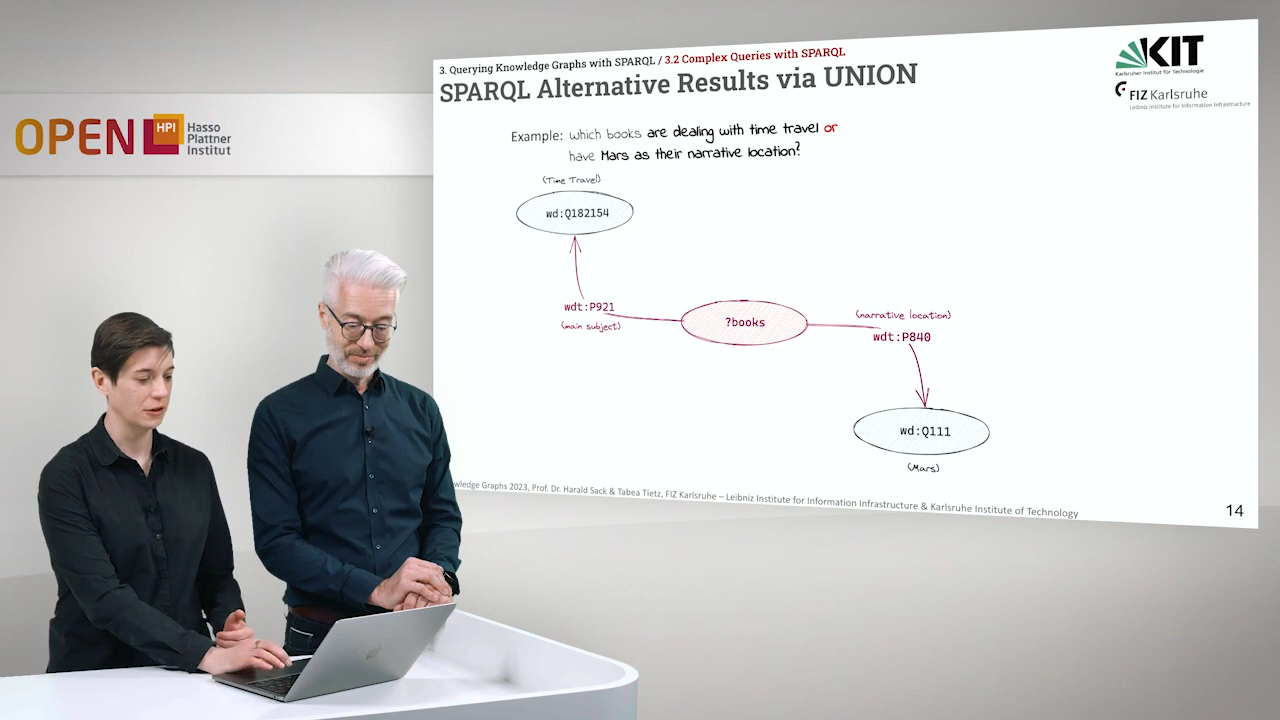 OPEN HPI Hasso
Plattner
Institut
3. Querying Knowledge Graphs with SPARQL / 3.2 Complex Queries with SPARQL
SPARQL Alternative Results via UNION
KIT
Karlsruher Institut für Technologie
FIZ Karlsruhe
Leibniz Institute for Information Infrastructure
Example: which books are dealing with time travel or
have Mars as their narrative location?
(Time Travel)
wd:Q182154
wdt:P921
(main subject)
?books
(narrative location)
wdt:P840
wd:Q111
(Mars)
wledge Graphs 2023, Prof. Dr. Harald Sack & Tabea Tietz, FIZ Karlsruhe – Leibniz Institute for Information Infrastructure & Karlsruhe Institute of Technology
14